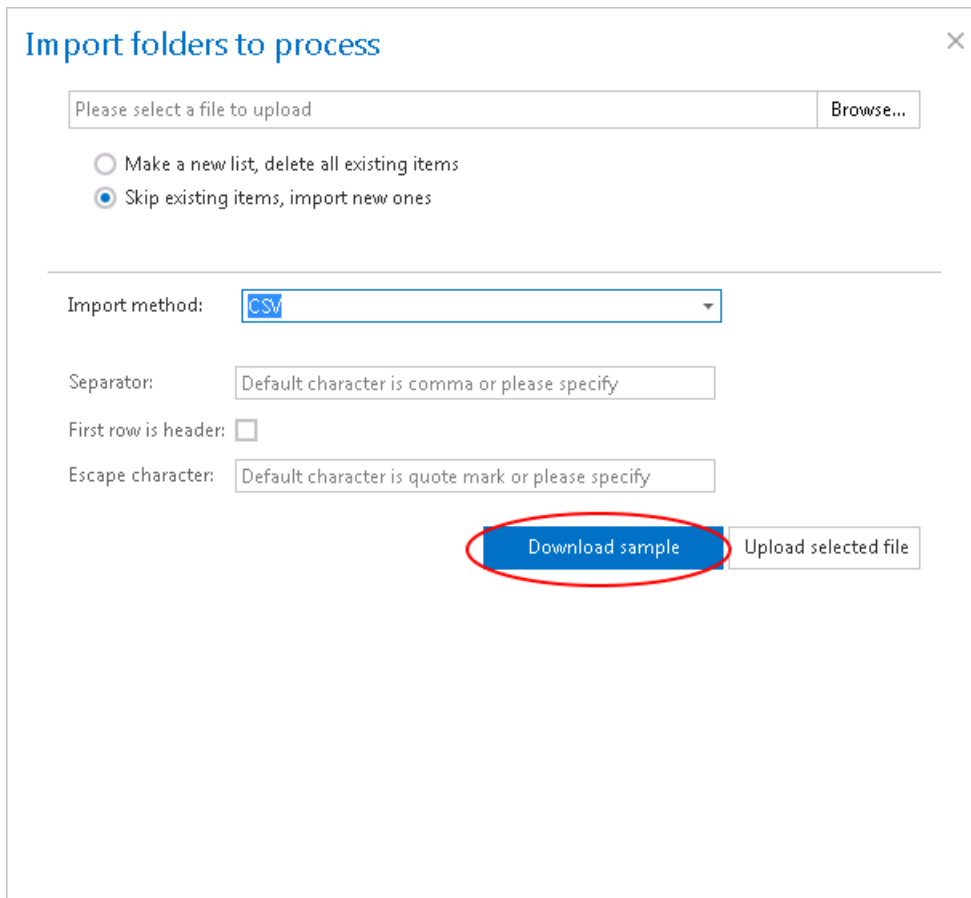 Import folders to process
Please select a file to upload
Browse...
Make a new list, delete all existing items
Skip existing items, import new ones
Import method:
CSV
Separator:
Default character is comma or please specify
First row is header:
Escape character:
Default character is quote mark or please specify
Download sample
Upload selected file